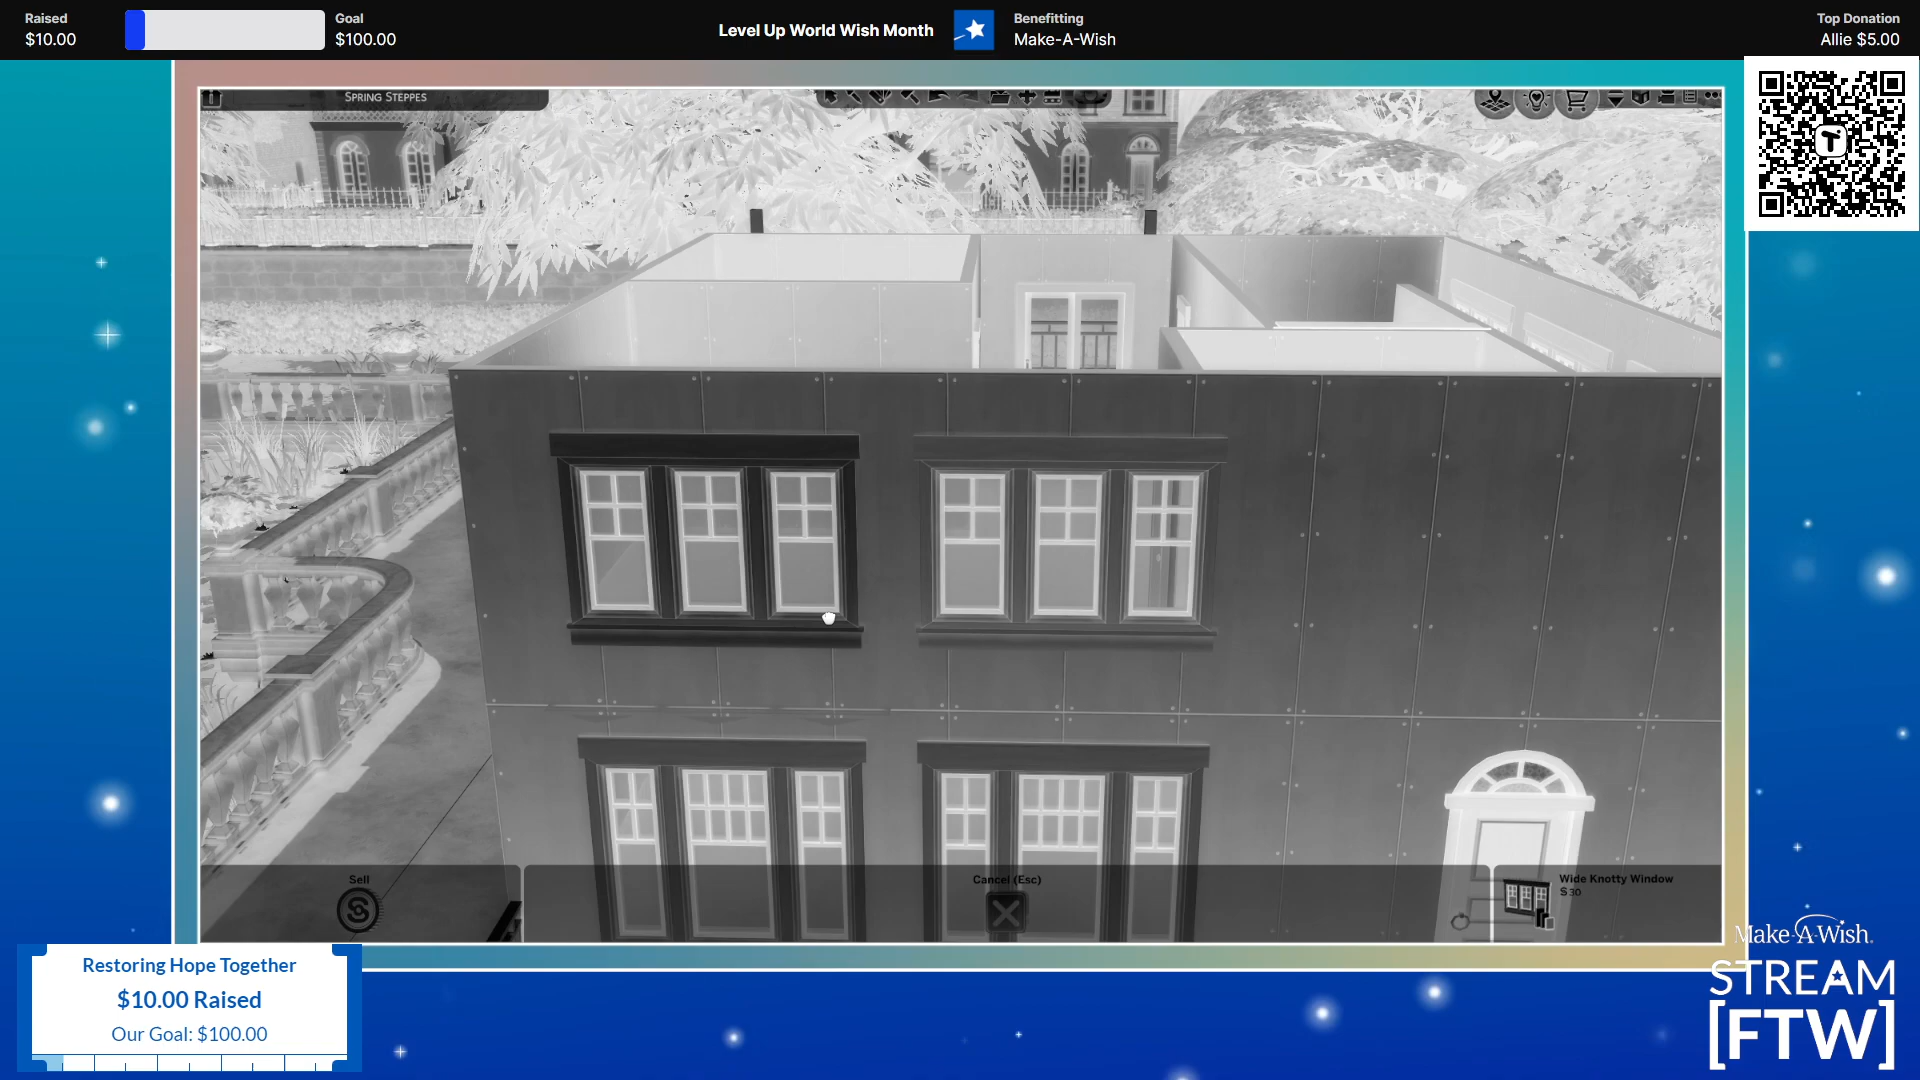 Raised
$10.00
Goal
$100.00
Level Up World Wish Month
Benefitting
Make-A-Wish
Top Donation
Allie $5.00
SPRING STEPPES
Sell
Cancel (Esc)
Wide Knotty Window
$30
Restoring Hope Together
$10.00 Raised
Our Goal: $100.00
Make-A-Wish.
STREAM
[FTW]